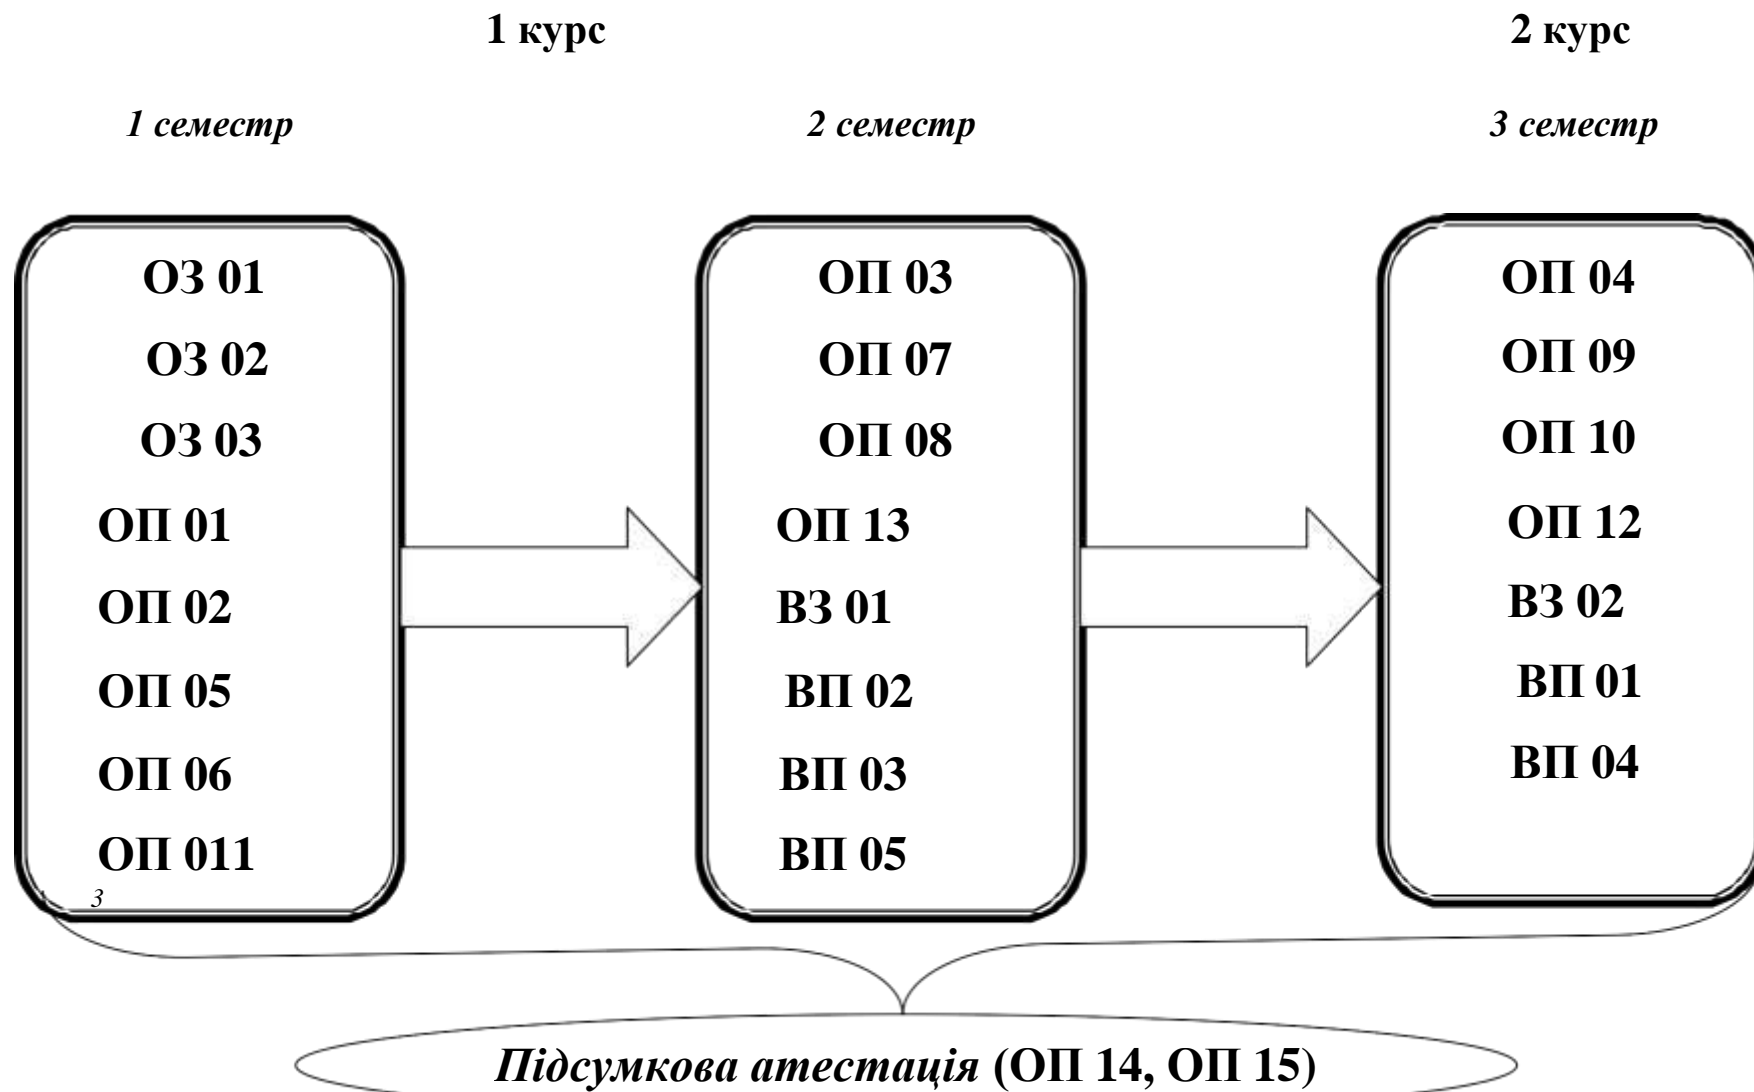 1 курс
2 курс
1 семестр
2 семестр
3 семестр
ОЗ 01
ОЗ 02
ОЗ 03
ОП 01
ОП 02
ОП 05
ОП 06
ОП 011
3
ОП 03
ОП 07
ОП 08
ОП 13
ВЗ 01
ВП 02
ВП 03
ВП 05
ОП 04
ОП 09
ОП 10
ОП 12
ВЗ 02
ВП 01
ВП 04
Підсумкова атестація (ОП 14, ОП 15)